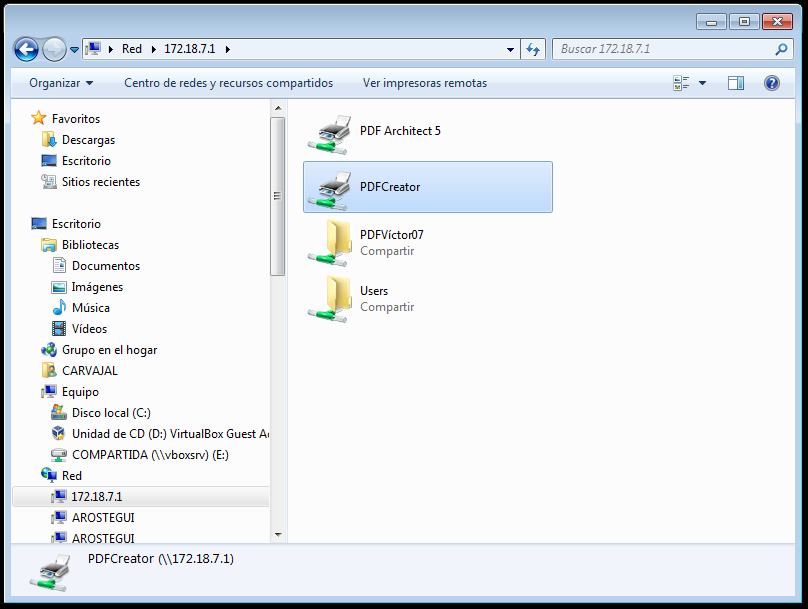 Red 172.18.7.1
Buscar 172.18.7.1
Organizar Centro de redes y recursos compartidos Ver impresoras remotas
Favoritos
Descargas
Escritorio
Sitios recientes
Escritorio
Bibliotecas
Documentos
Imágenes
Música
Vídeos
Grupo en el hogar
CARVAJAL
Equipo
Disco local (C:)
Unidad de CD (D:) VirtualBox Guest Ad
COMPARTIDA (\\vboxsrv) (E:)
Red
172.18.7.1
AROSTEGUI
AROSTEGUI
PDF Architect 5
PDFCreator
PDFVíctor07
Compartir
Users
Compartir
PDFCreator (\\172.18.7.1)